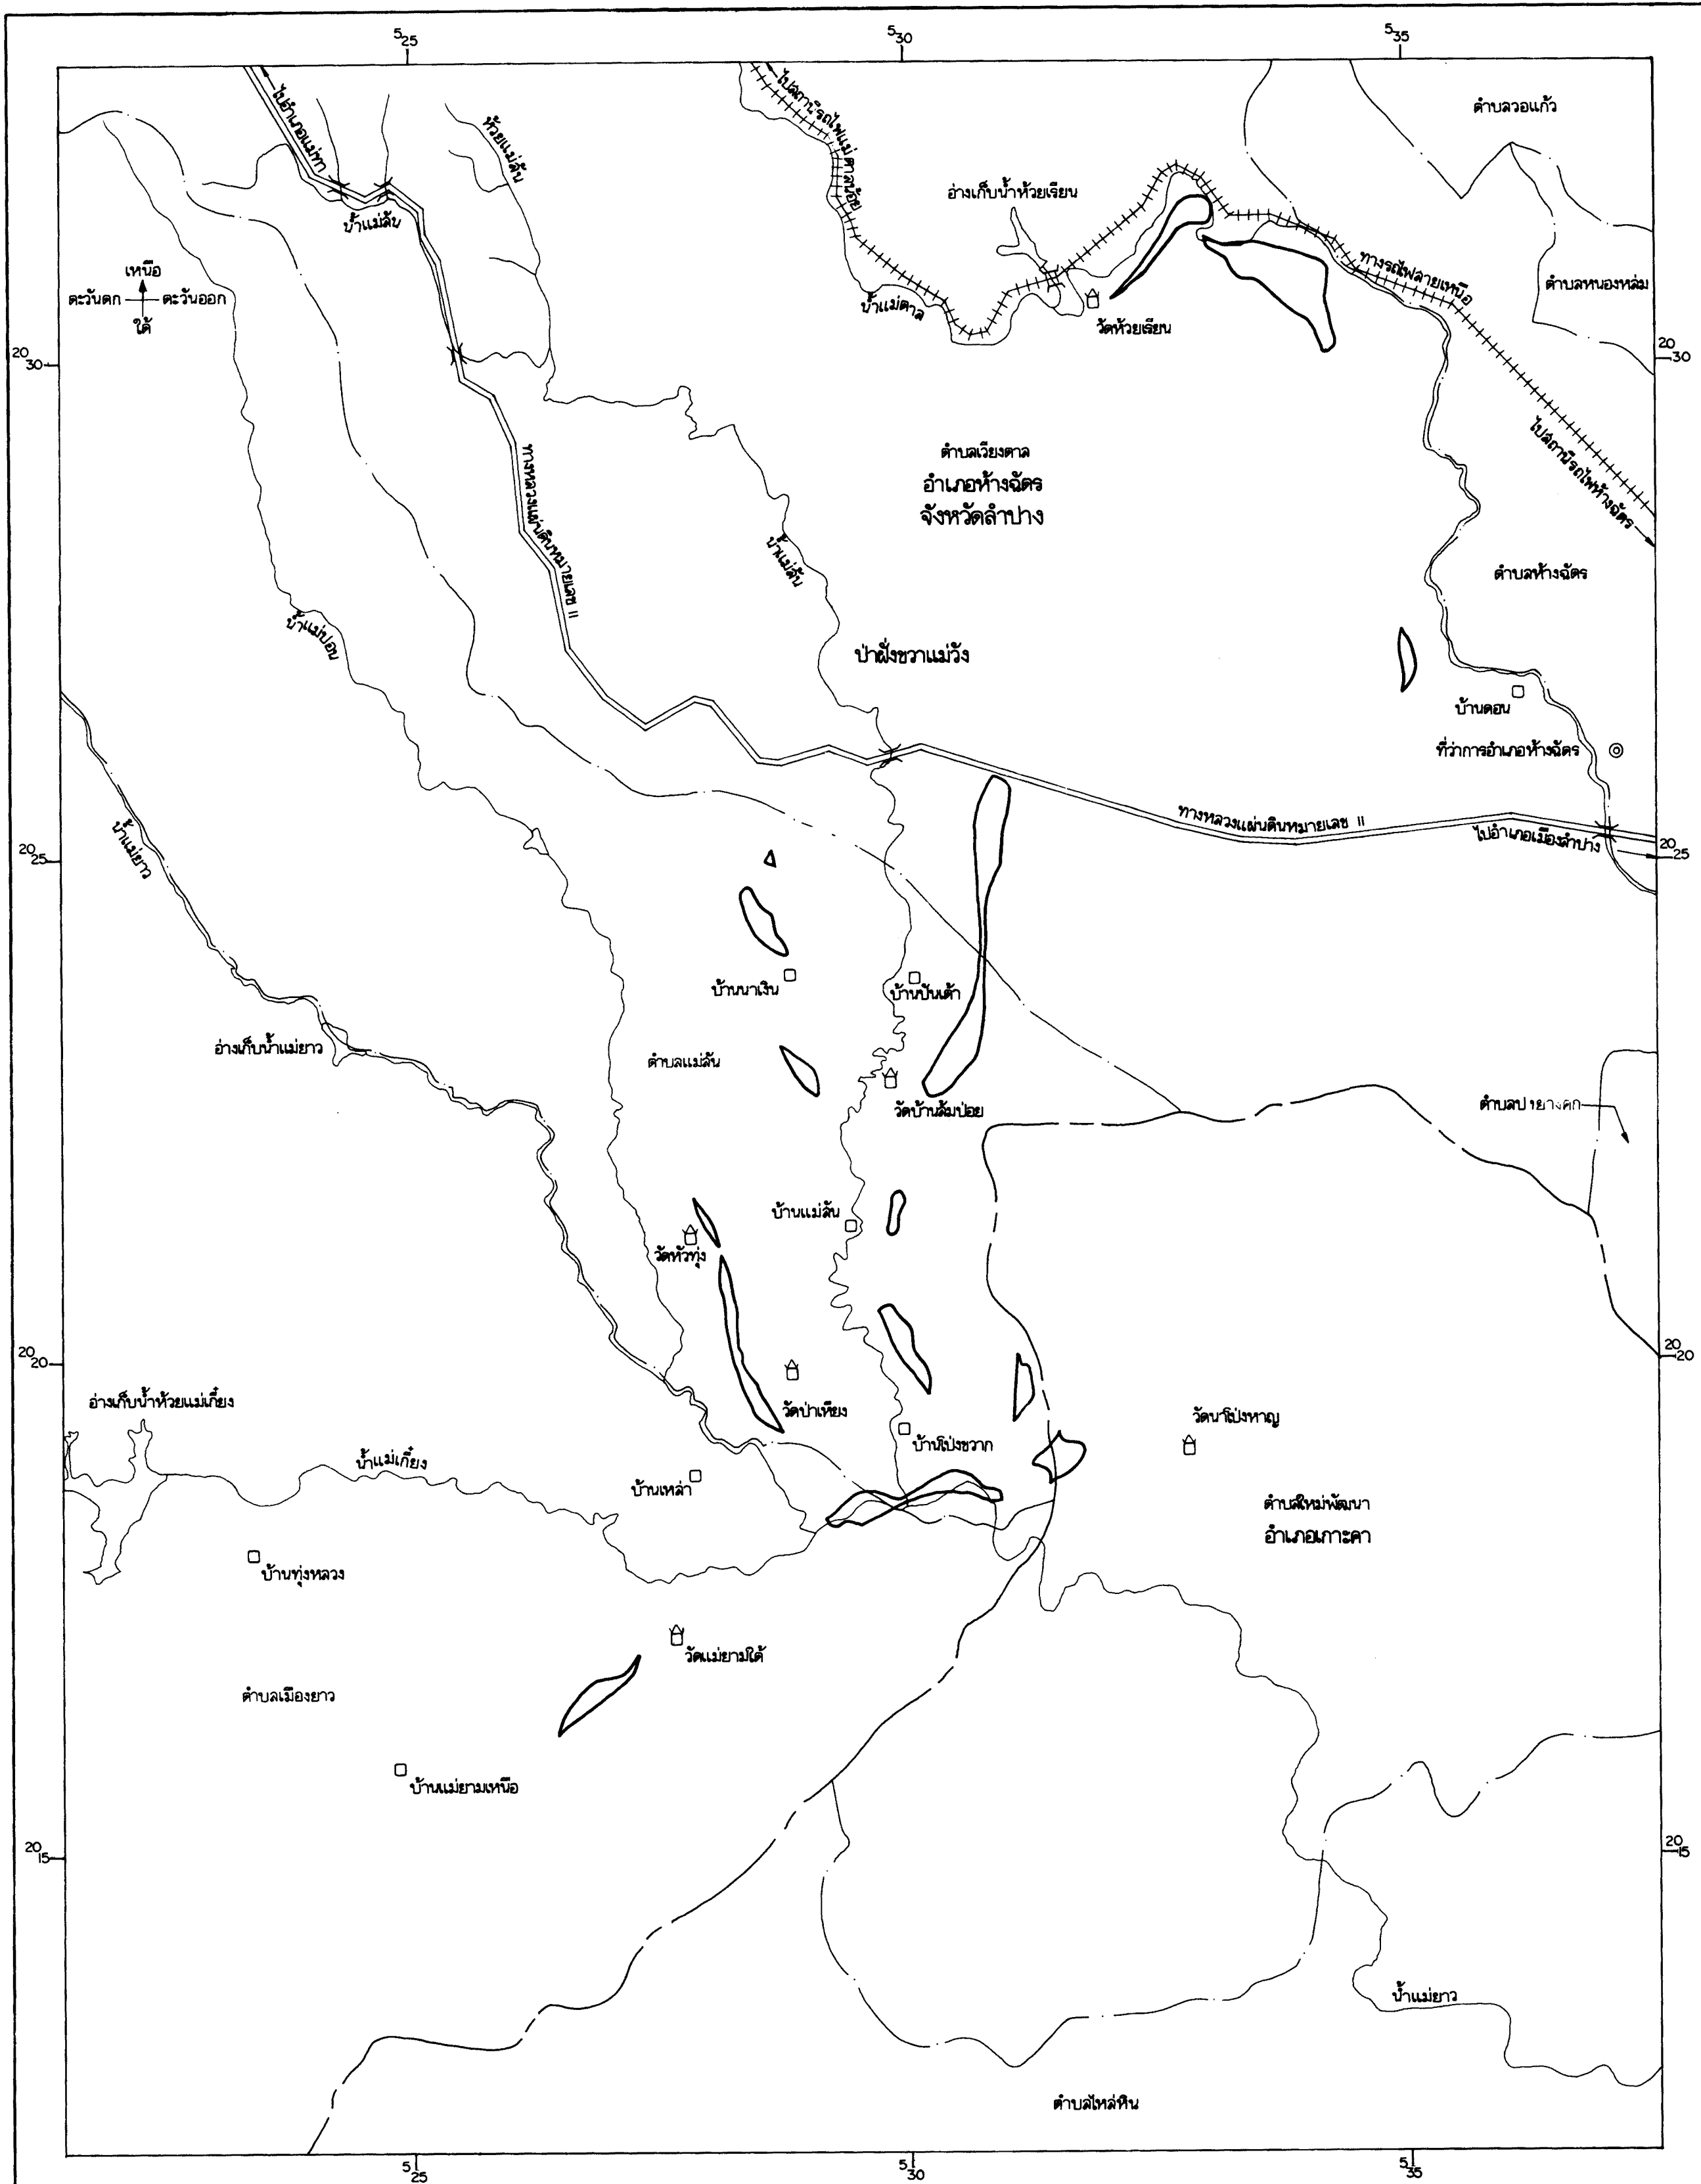 525
530
535
ไปอำเภอแม่ทา
ไปสถานีรถไฟแม่ตาลน้อย
ตำบลวอแก้ว
ห้วยแม่สัน
อ่างเก็บน้ำห้วยเรียน
น้ำแม่สัน
ทางรถไฟสายเหนือ
เหนือ
ตะวันตก
ตะวันออก
ใต้
ตำบลหนองหล่ม
น้ำแม่ตาล
วัดห้วยเรียน
2030
2030
ไปสถานีรถไฟห้างฉัตร
ตำบลเวียงตาล
อำเภอห้างฉัตร
จังหวัดลำปาง
ทางหลวงแผ่นดินหมายเลข 11
น้ำแม่สัน
ตำบลห้างฉัตร
น้ำแม่ปอน
ป่าฝั่งขวาแม่วัง
บ้านดอน
ที่ว่าการอำเภอห้างฉัตร
ทางหลวงแผ่นดินหมายเลข 11
ไปอำเภอเมืองลำปาง
น้ำแม่ยาว
2025
2025
บ้านนาเงิน
บ้านปันเต้า
อ่างเก็บน้ำแม่ยาว
ตำบลแม่สัน
วัดบ้านส้มป่อย
ตำบลปงยางคก
บ้านแม่สัน
วัดหัวทุ่ง
2020
2020
อ่างเก็บน้ำห้วยแม่เกี๋ยง
วัดป่าเหียง
วัดนาโป่งหาญ
บ้านโป่งขวาก
น้ำแม่เกี๋ยง
บ้านเหล่า
ตำบลใหม่พัฒนา
อำเภอเกาะคา
บ้านทุ่งหลวง
วัดแม่ยามใต้
ตำบลเมืองยาว
บ้านแม่ยามเหนือ
2015
2015
น้ำแม่ยาว
ตำบลไหล่หิน
525
530
535